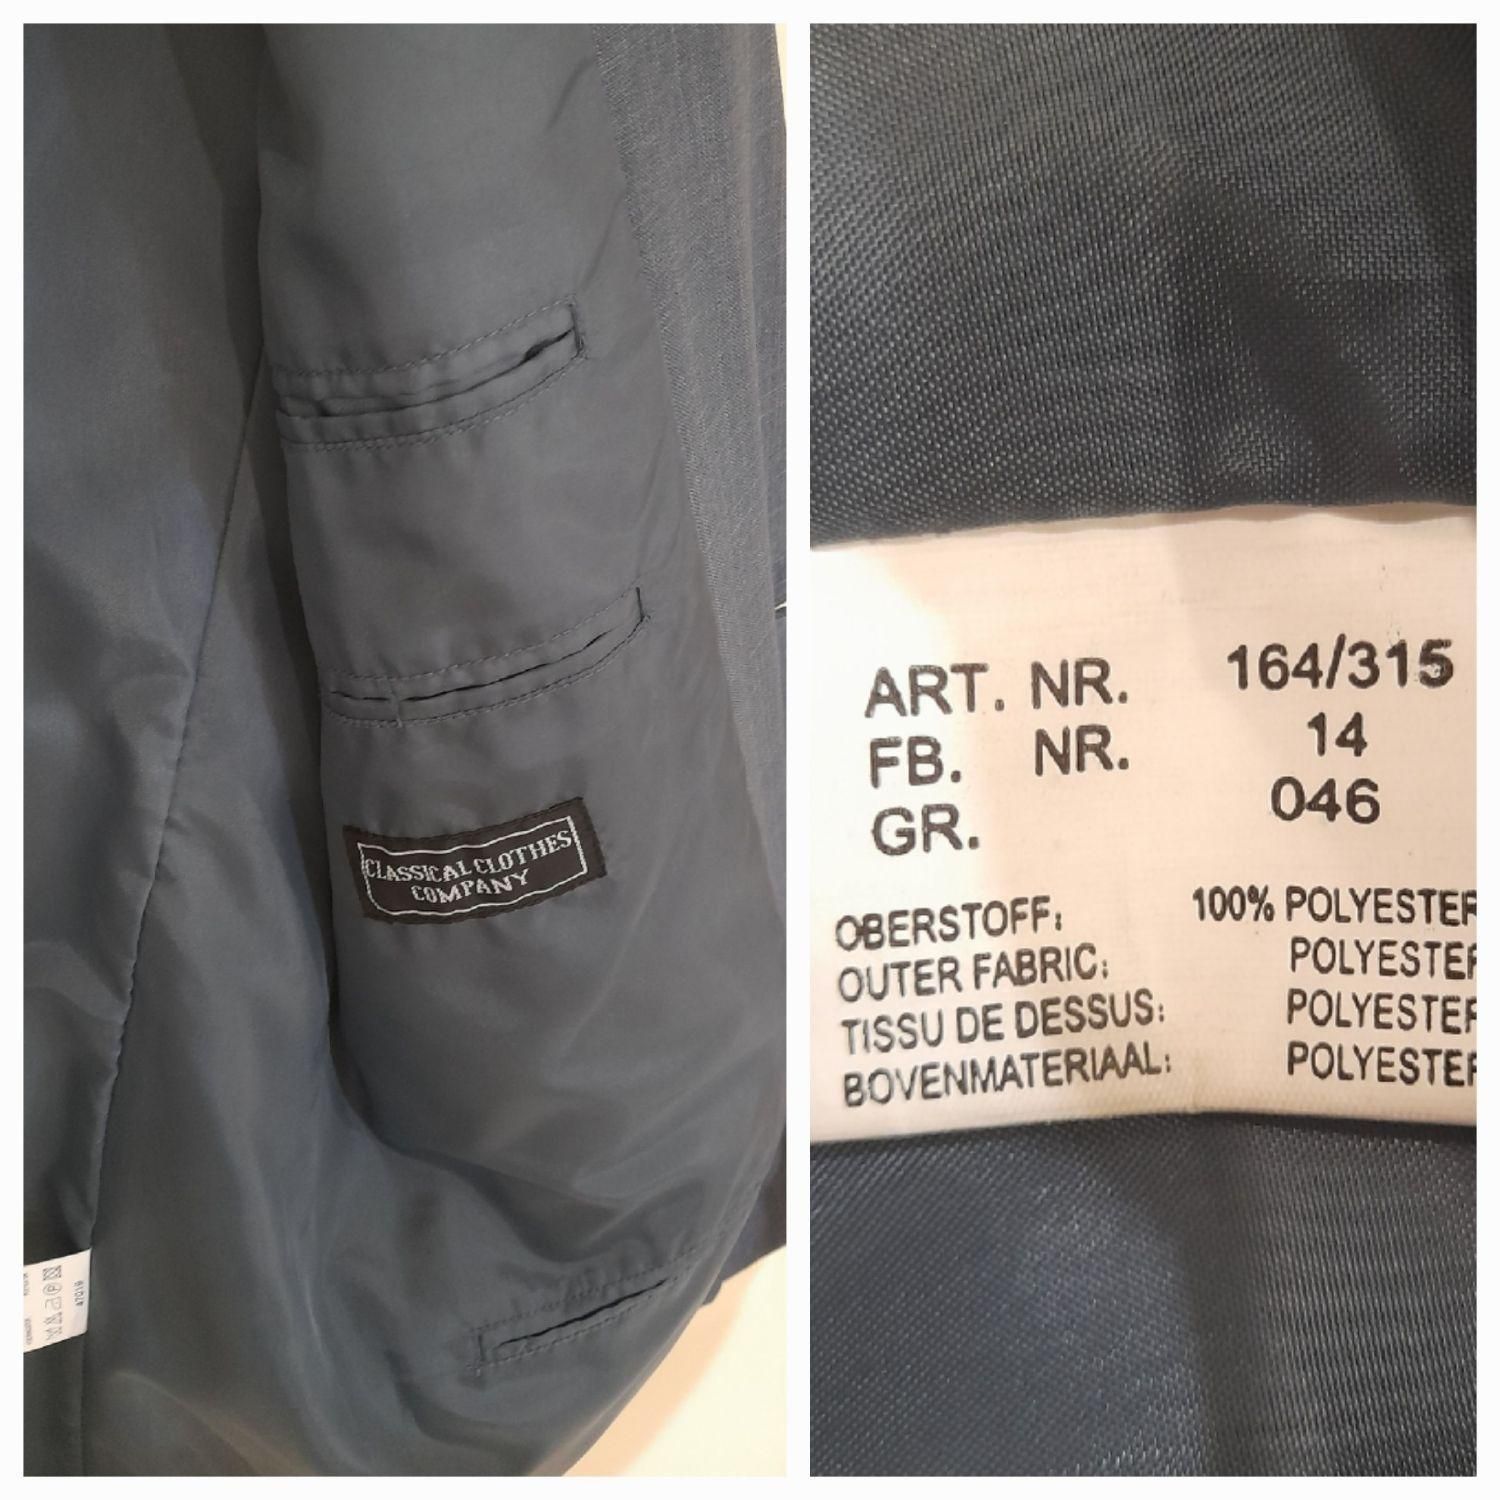 CLASSICAL CLOTHES
COMPANY
47019
ART. NR. 164/315
FB. NR. 14
GR. 046
OBERSTOFF: 100% POLYESTER
OUTER FABRIC: POLYESTER
TISSU DE DESSUS: POLYESTER
BOVENMATERIAAL: POLYESTER